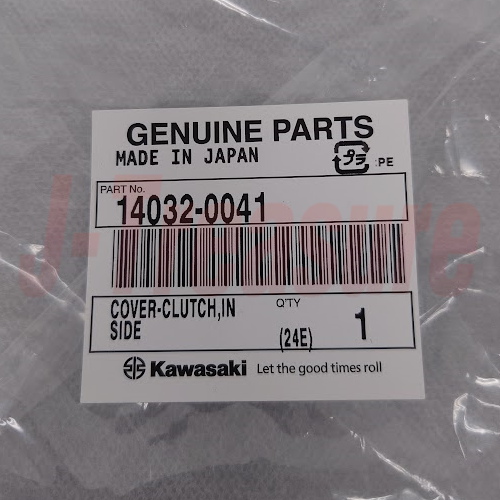 GENUINE PARTS
MADE IN JAPAN
プラ :PE
PART No.
14032-0041
COVER-CLUTCH,IN
SIDE
Q'TY
(24E) 1
Kawasaki Let the good times roll
J-Treasure